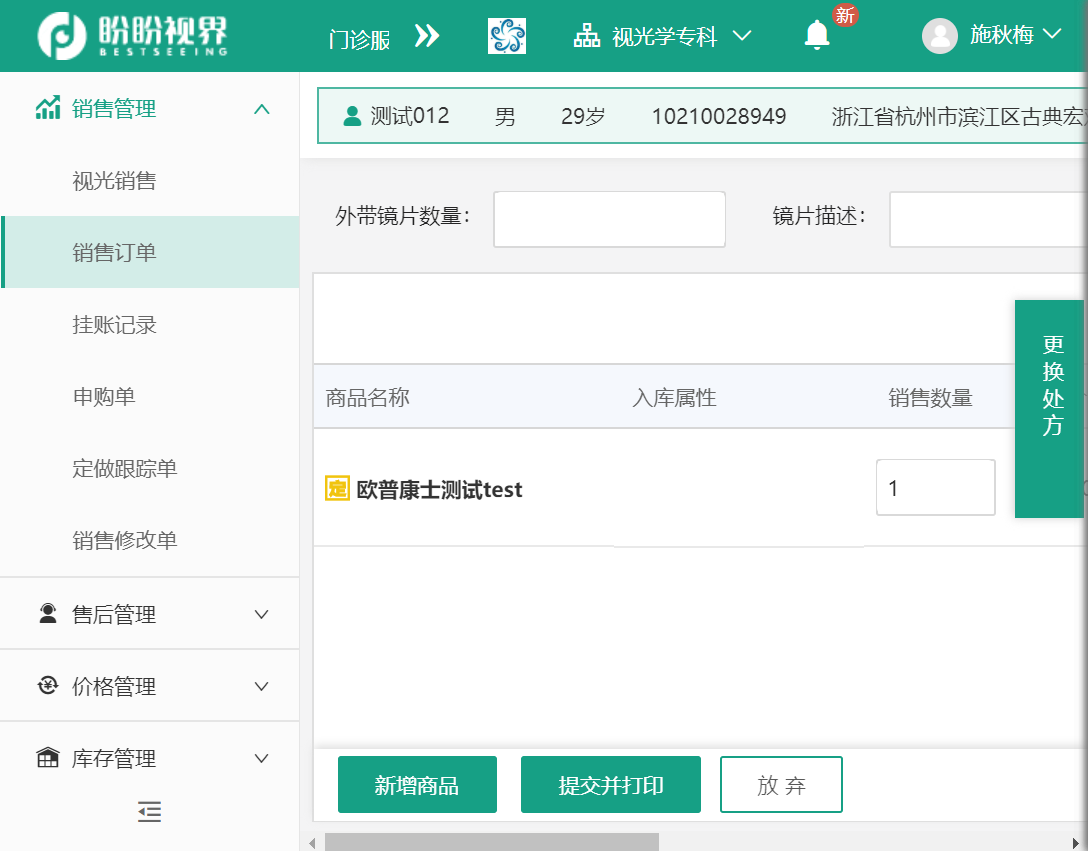 盼盼视界
BESTSEEING
门诊服
视光学专科
新
施秋梅
销售管理
视光销售
销售订单
挂账记录
申购单
定做跟踪单
销售修改单
售后管理
价格管理
库存管理
测试012 男 29岁 10210028949 浙江省杭州市滨江区古典宏
外带镜片数量： 镜片描述：
更换处方
商品名称 入库属性 销售数量
定 欧普康士测试test 1
新增商品 提交并打印 放 弃